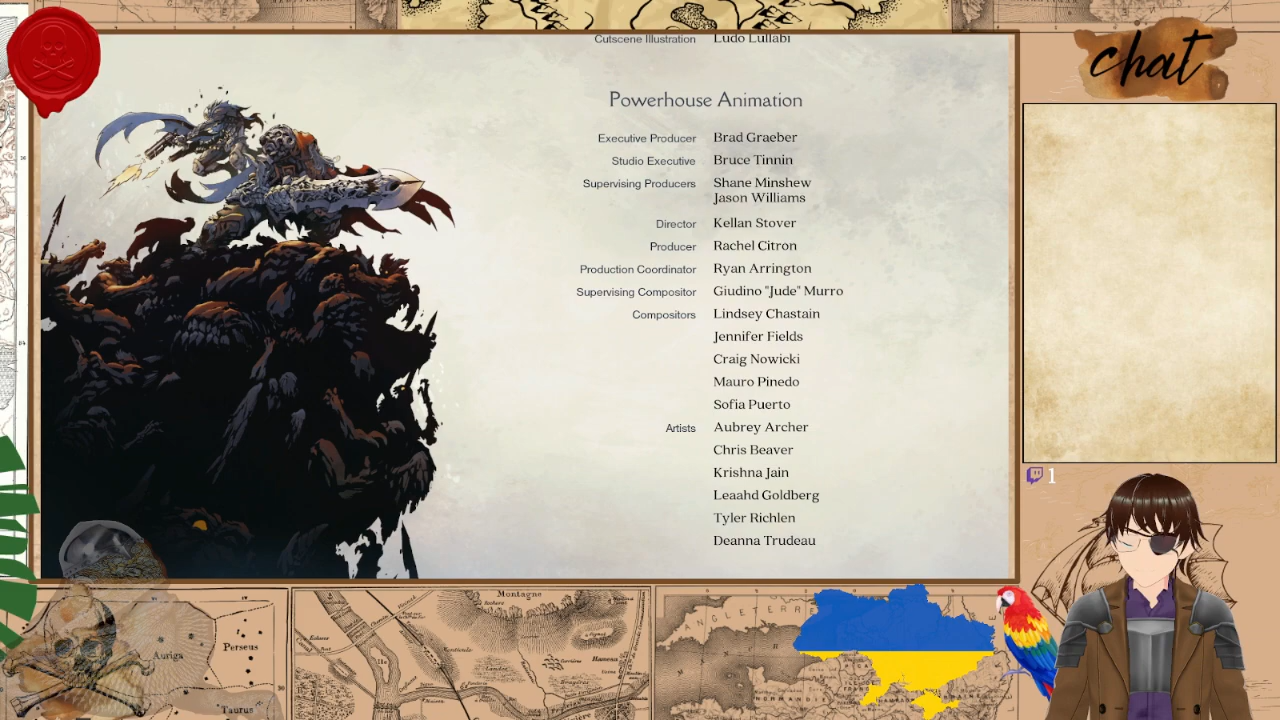 chat
Cutscene Illustration Ludo Lullabi
Powerhouse Animation
Executive Producer Brad Graeber
Studio Executive Bruce Tinnin
Supervising Producers Shane Minshew
Jason Williams
Director Kellan Stover
Producer Rachel Citron
Production Coordinator Ryan Arrington
Supervising Compositor Giudino "Jude" Murro
Compositors Lindsey Chastain
Jennifer Fields
Craig Nowicki
Mauro Pinedo
Sofia Puerto
Artists Aubrey Archer
Chris Beaver
Krishna Jain
Leaahd Goldberg
Tyler Richlen
Deanna Trudeau
1
Montagne
Auriga
Perseus
Taurus